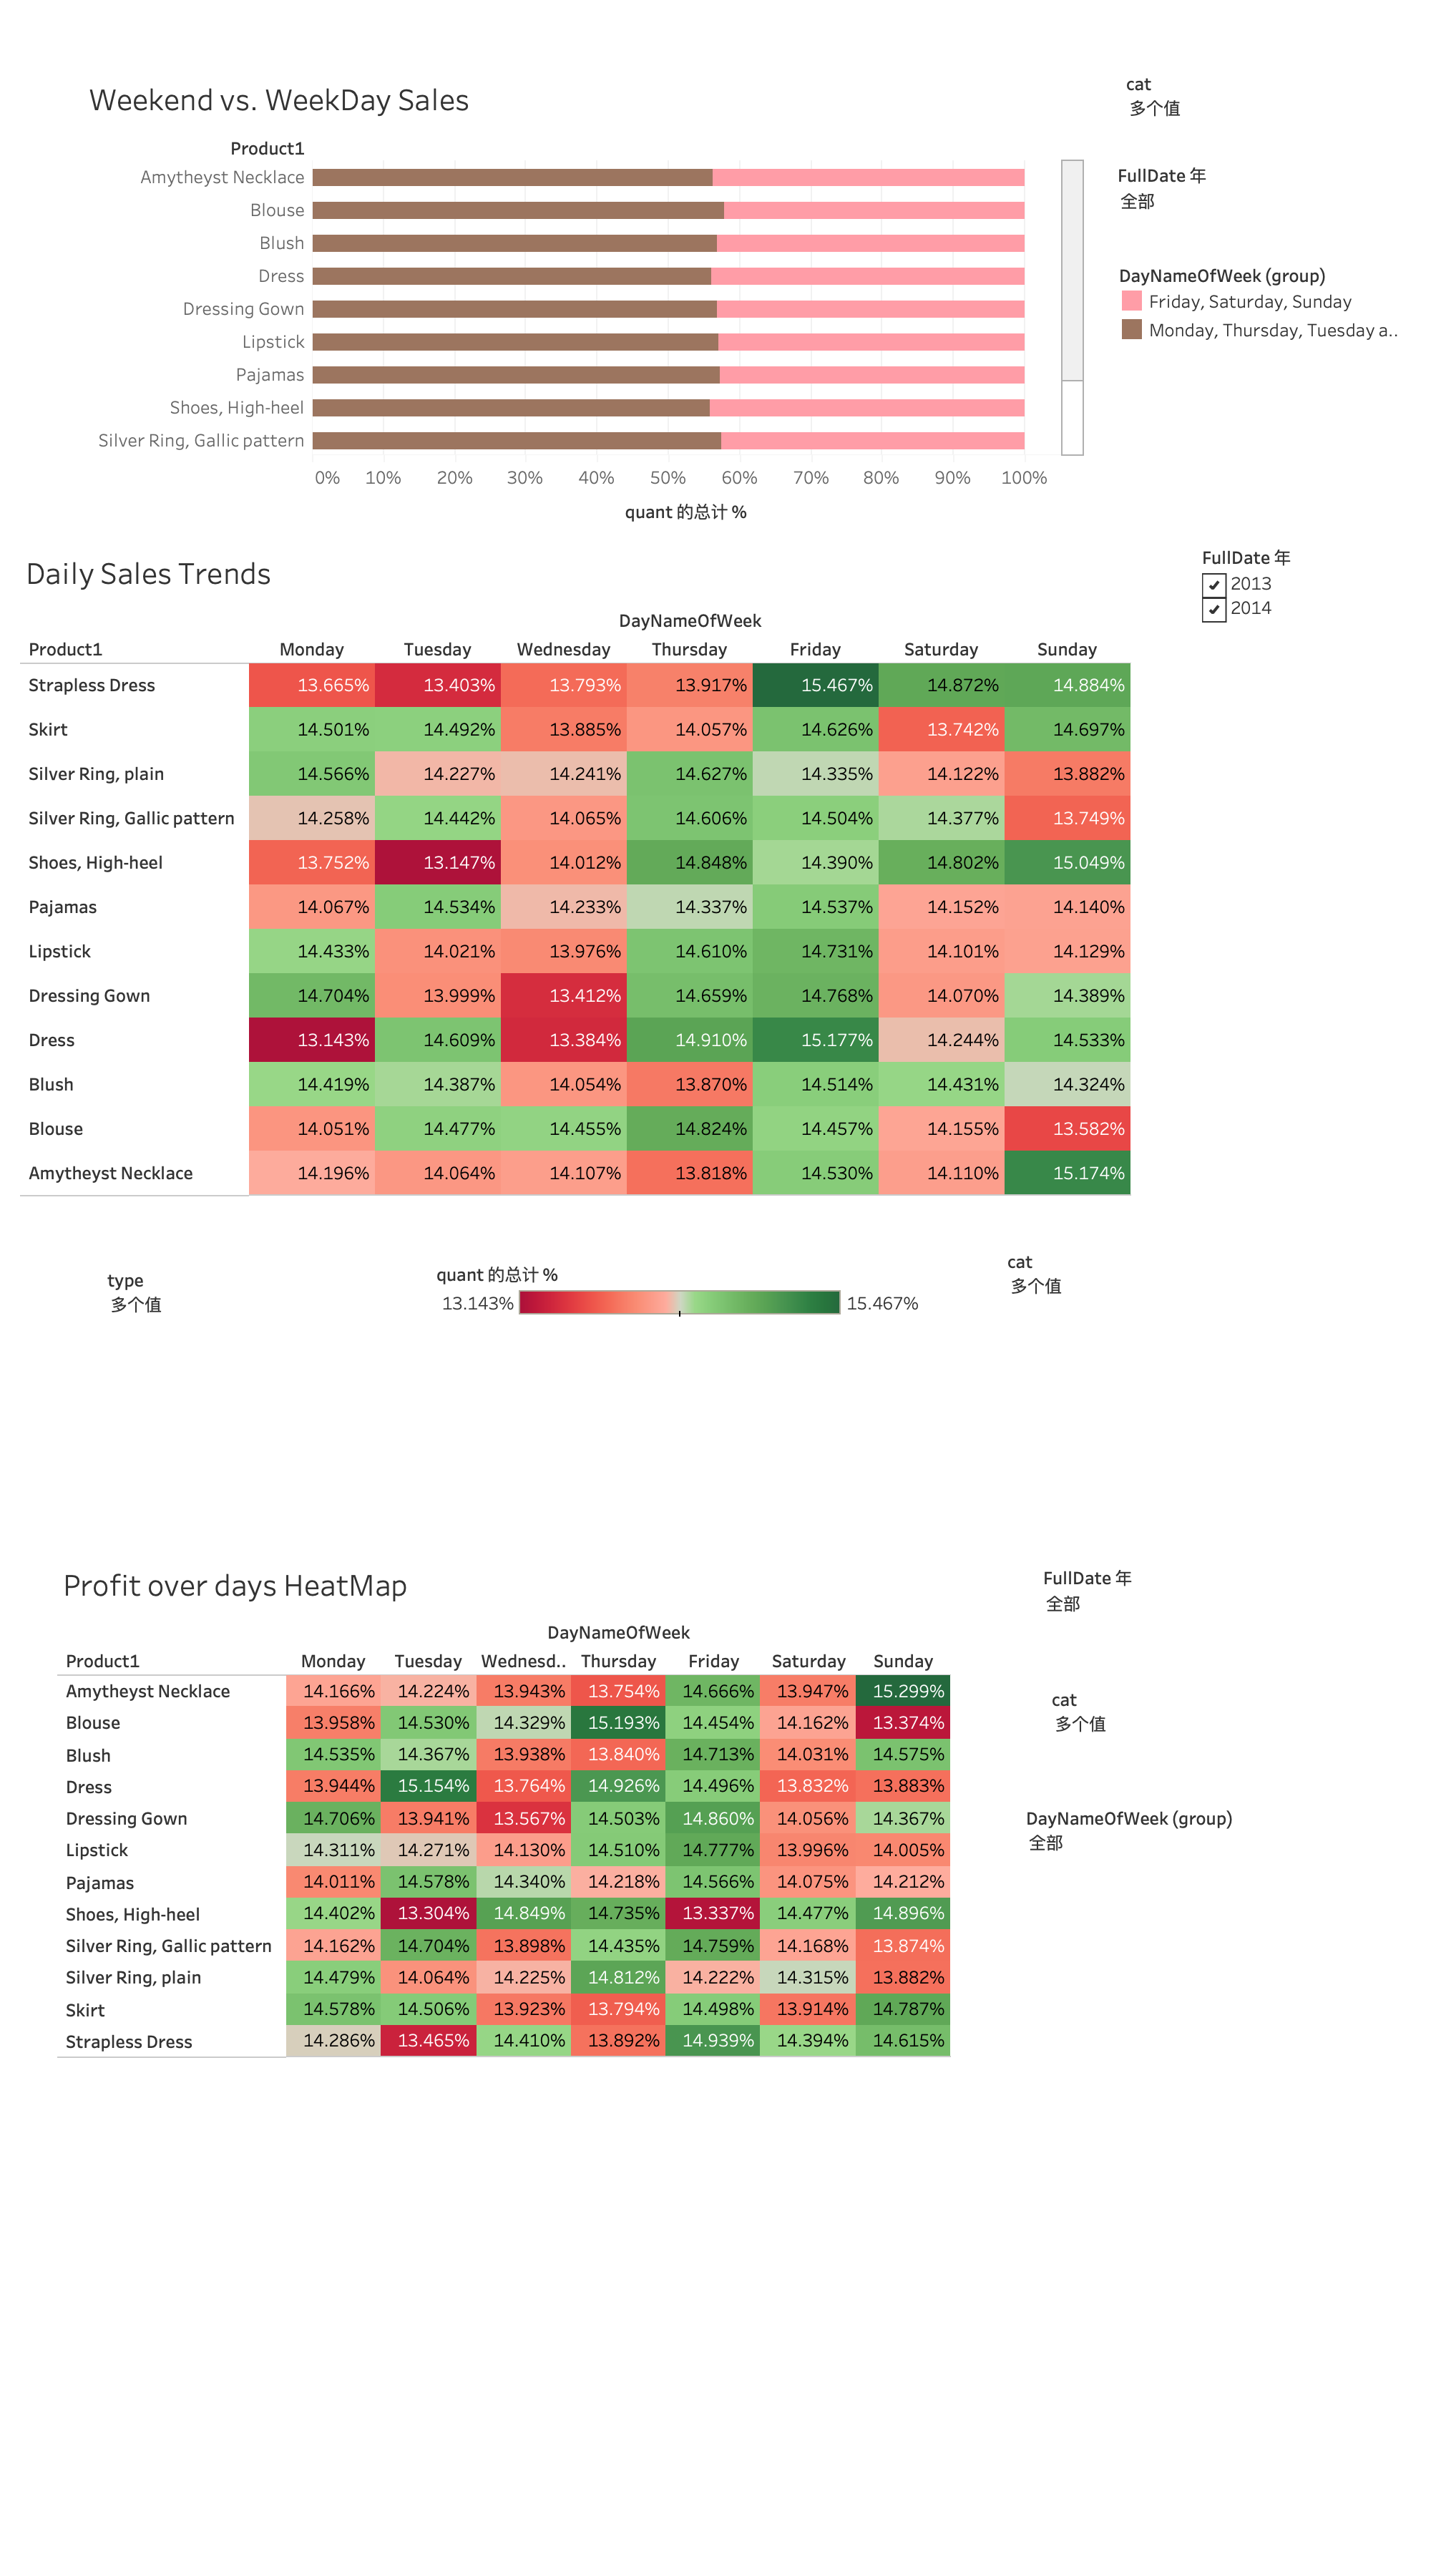 Weekend vs. WeekDay Sales
cat
多个值
Product1
Amytheyst Necklace
Blouse
Blush
Dress
Dressing Gown
Lipstick
Pajamas
Shoes, High-heel
Silver Ring, Gallic pattern
0% 10% 20% 30% 40% 50% 60% 70% 80% 90% 100%
quant 的总计 %
FullDate 年
全部
DayNameOfWeek (group)
Friday, Saturday, Sunday
Monday, Thursday, Tuesday a..
Daily Sales Trends
FullDate 年
2013
2014
DayNameOfWeek
Product1 Monday Tuesday Wednesday Thursday Friday Saturday Sunday
Strapless Dress 13.665% 13.403% 13.793% 13.917% 15.467% 14.872% 14.884%
Skirt 14.501% 14.492% 13.885% 14.057% 14.626% 13.742% 14.697%
Silver Ring, plain 14.566% 14.227% 14.241% 14.627% 14.335% 14.122% 13.882%
Silver Ring, Gallic pattern 14.258% 14.442% 14.065% 14.606% 14.504% 14.377% 13.749%
Shoes, High-heel 13.752% 13.147% 14.012% 14.848% 14.390% 14.802% 15.049%
Pajamas 14.067% 14.534% 14.233% 14.337% 14.537% 14.152% 14.140%
Lipstick 14.433% 14.021% 13.976% 14.610% 14.731% 14.101% 14.129%
Dressing Gown 14.704% 13.999% 13.412% 14.659% 14.768% 14.070% 14.389%
Dress 13.143% 14.609% 13.384% 14.910% 15.177% 14.244% 14.533%
Blush 14.419% 14.387% 14.054% 13.870% 14.514% 14.431% 14.324%
Blouse 14.051% 14.477% 14.455% 14.824% 14.457% 14.155% 13.582%
Amytheyst Necklace 14.196% 14.064% 14.107% 13.818% 14.530% 14.110% 15.174%
type
多个值
quant 的总计 %
13.143% 15.467%
cat
多个值
Profit over days HeatMap
FullDate 年
全部
DayNameOfWeek
Product1 Monday Tuesday Wednesd.. Thursday Friday Saturday Sunday
Amytheyst Necklace 14.166% 14.224% 13.943% 13.754% 14.666% 13.947% 15.299%
Blouse 13.958% 14.530% 14.329% 15.193% 14.454% 14.162% 13.374%
Blush 14.535% 14.367% 13.938% 13.840% 14.713% 14.031% 14.575%
Dress 13.944% 15.154% 13.764% 14.926% 14.496% 13.832% 13.883%
Dressing Gown 14.706% 13.941% 13.567% 14.503% 14.860% 14.056% 14.367%
Lipstick 14.311% 14.271% 14.130% 14.510% 14.777% 13.996% 14.005%
Pajamas 14.011% 14.578% 14.340% 14.218% 14.566% 14.075% 14.212%
Shoes, High-heel 14.402% 13.304% 14.849% 14.735% 13.337% 14.477% 14.896%
Silver Ring, Gallic pattern 14.162% 14.704% 13.898% 14.435% 14.759% 14.168% 13.874%
Silver Ring, plain 14.479% 14.064% 14.225% 14.812% 14.222% 14.315% 13.882%
Skirt 14.578% 14.506% 13.923% 13.794% 14.498% 13.914% 14.787%
Strapless Dress 14.286% 13.465% 14.410% 13.892% 14.939% 14.394% 14.615%
cat
多个值
DayNameOfWeek (group)
全部